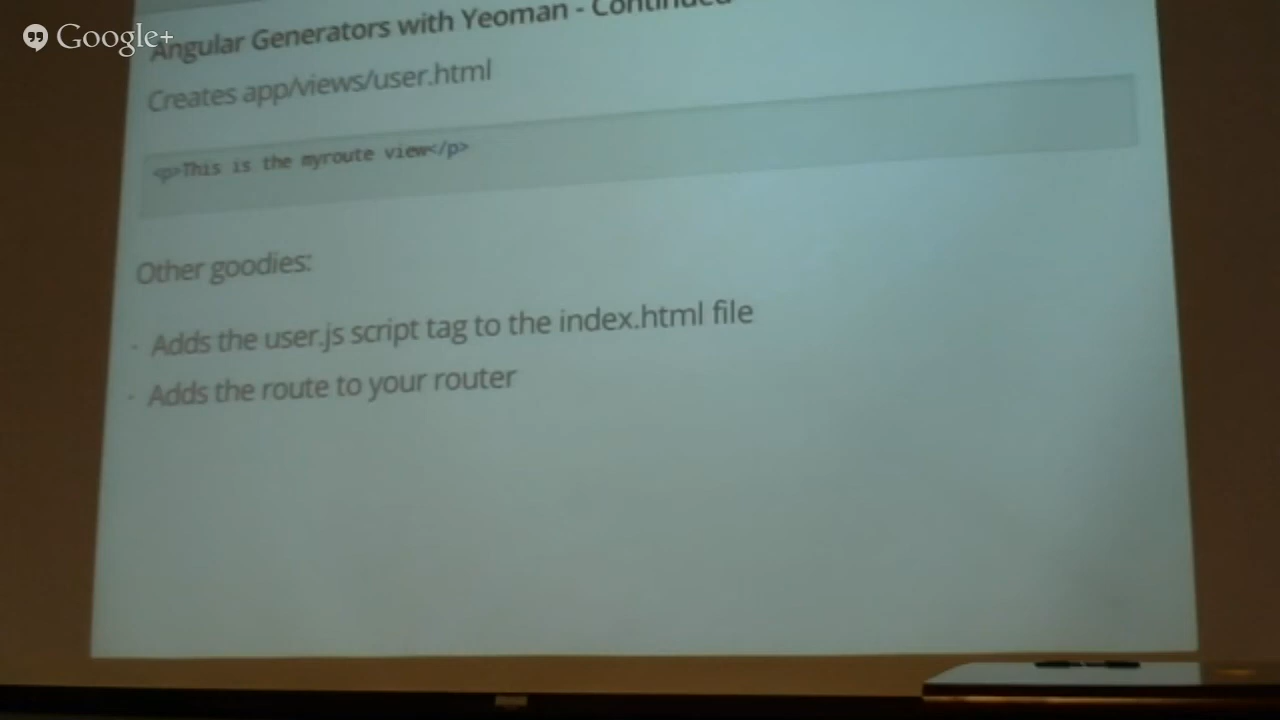 Google+
Angular Generators with Yeoman - Continued
Creates app/views/user.html
<p>This is the myroute view</p>
Other goodies:
· Adds the user.js script tag to the index.html file
· Adds the route to your router